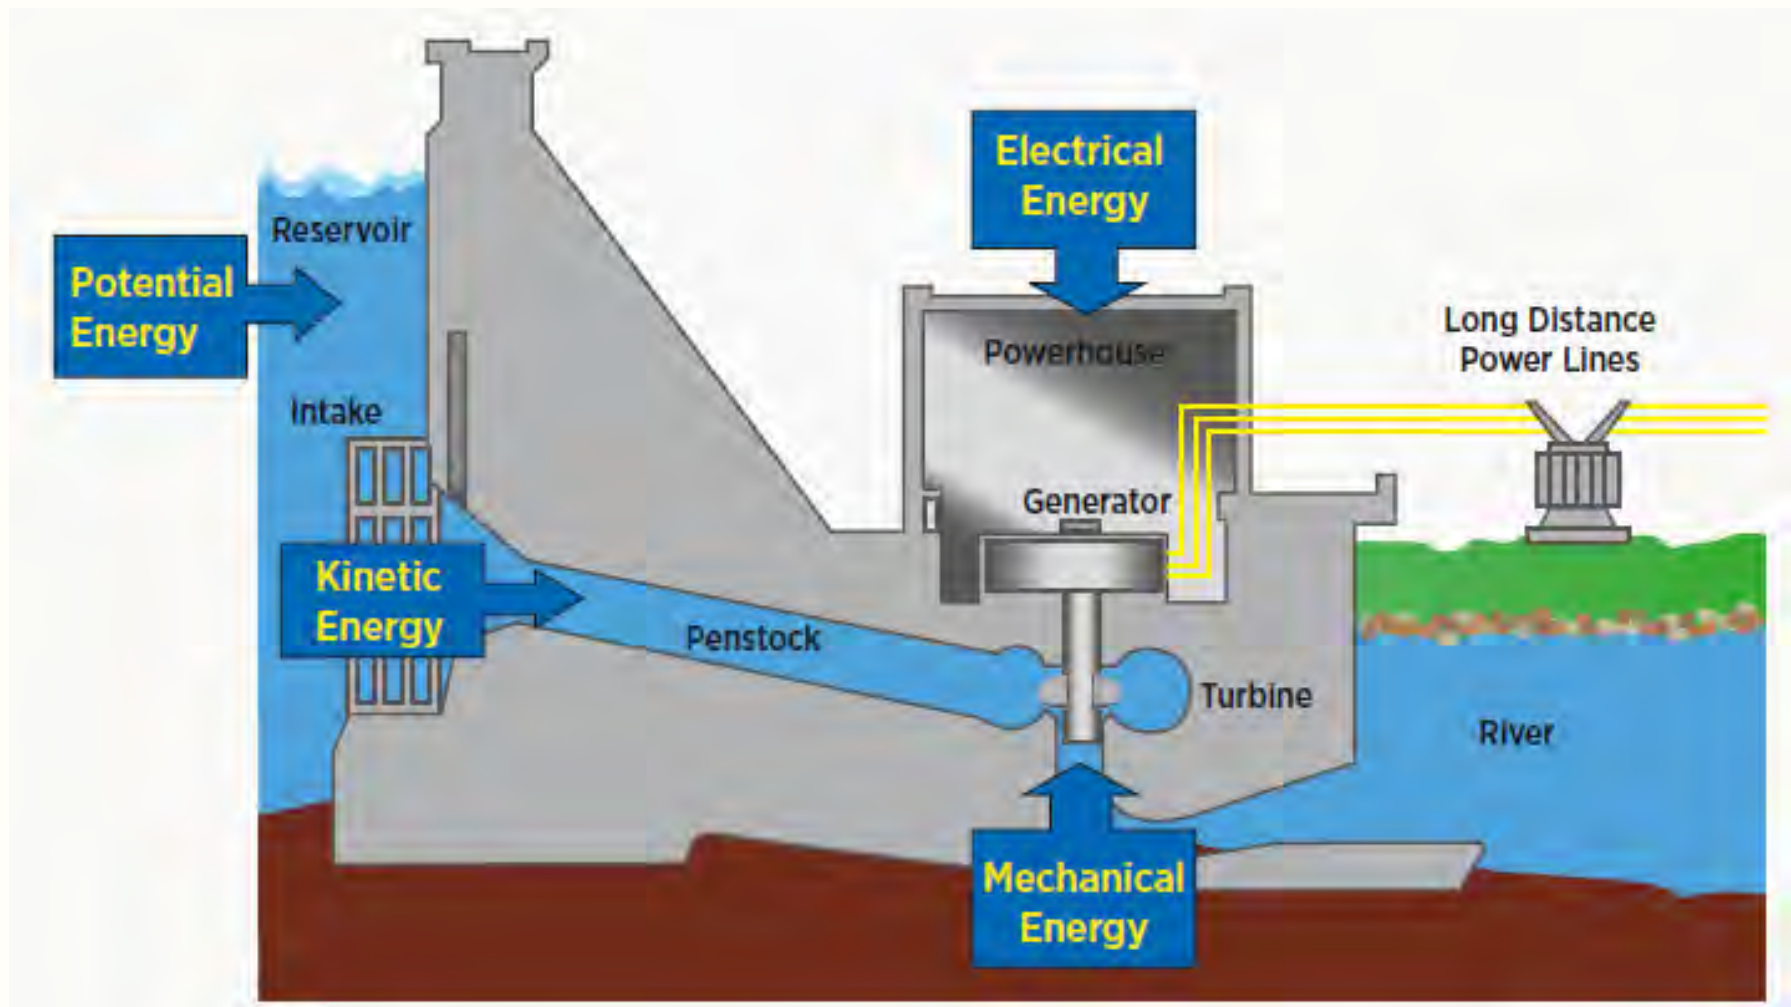 Electrical
Energy
Reservoir
Potential
Energy
Long Distance
Power Lines
Powerhouse
Intake
Generator
Kinetic
Energy
Penstock
Turbine
River
Mechanical
Energy